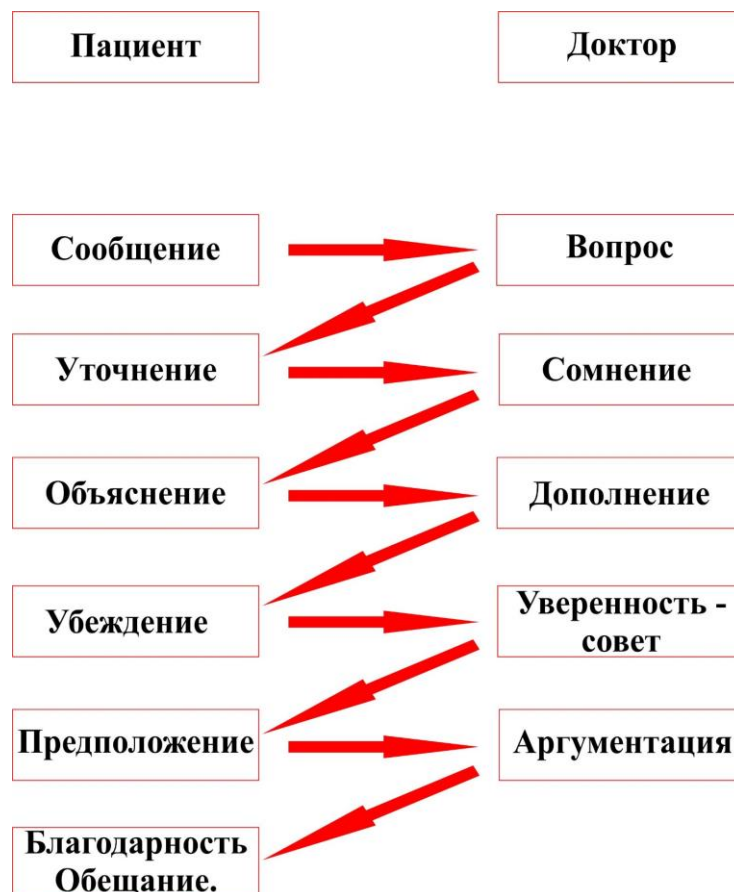 Пациент
Доктор
Сообщение
Вопрос
Уточнение
Сомнение
Объяснение
Дополнение
Убеждение
Уверенность -
совет
Предположение
Аргументация
Благодарность
Обещание.